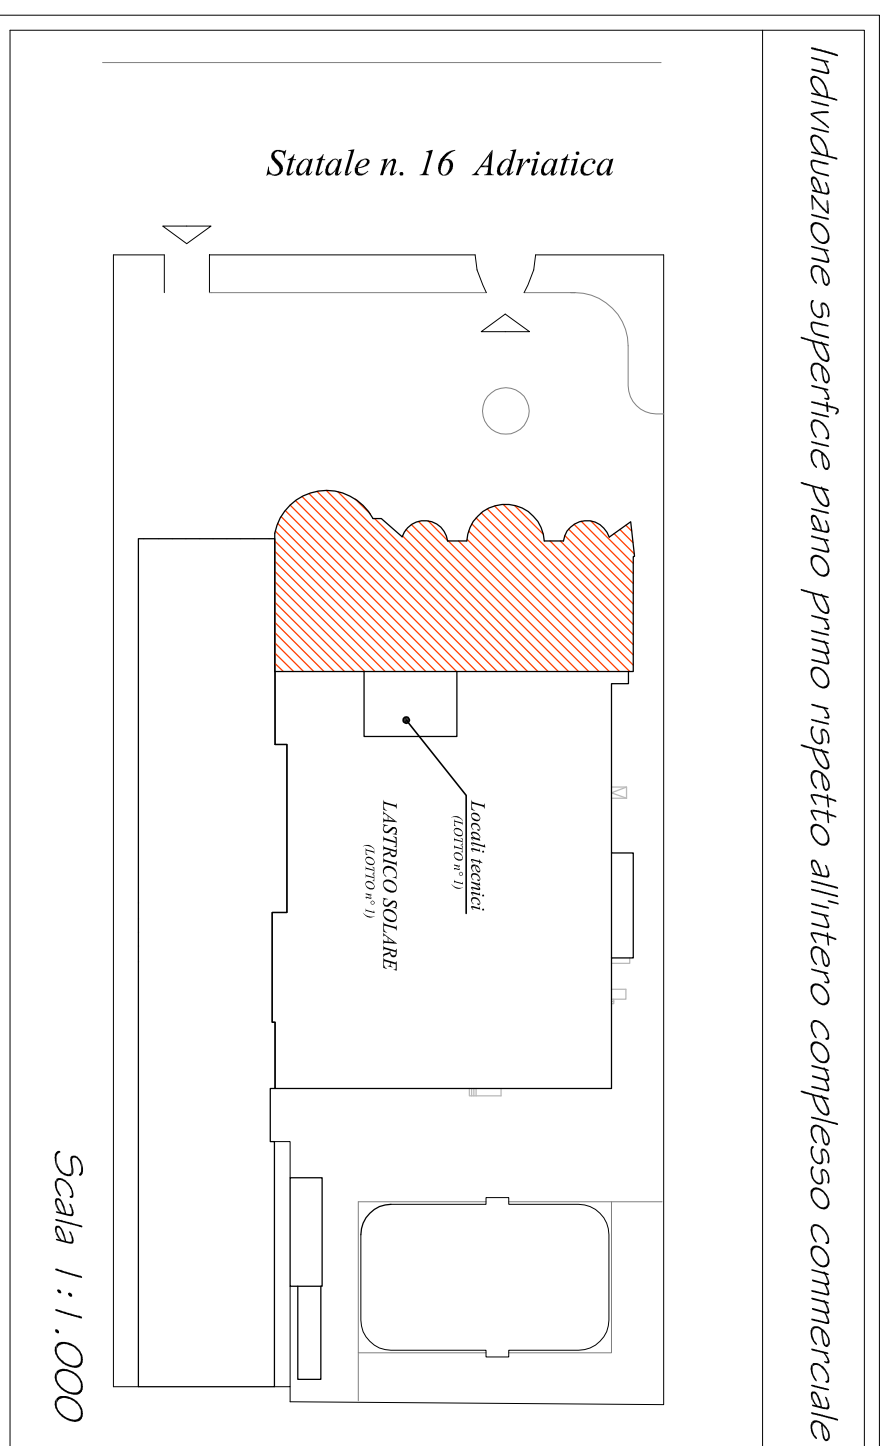 Individuazione superficie piano primo rispetto all'intero complesso commerciale
Statale n. 16 Adriatica
Locali tecnici
(LOTTO n° 1)
LASTRICO SOLARE
(LOTTO n° 1)
Scala 1:1.000